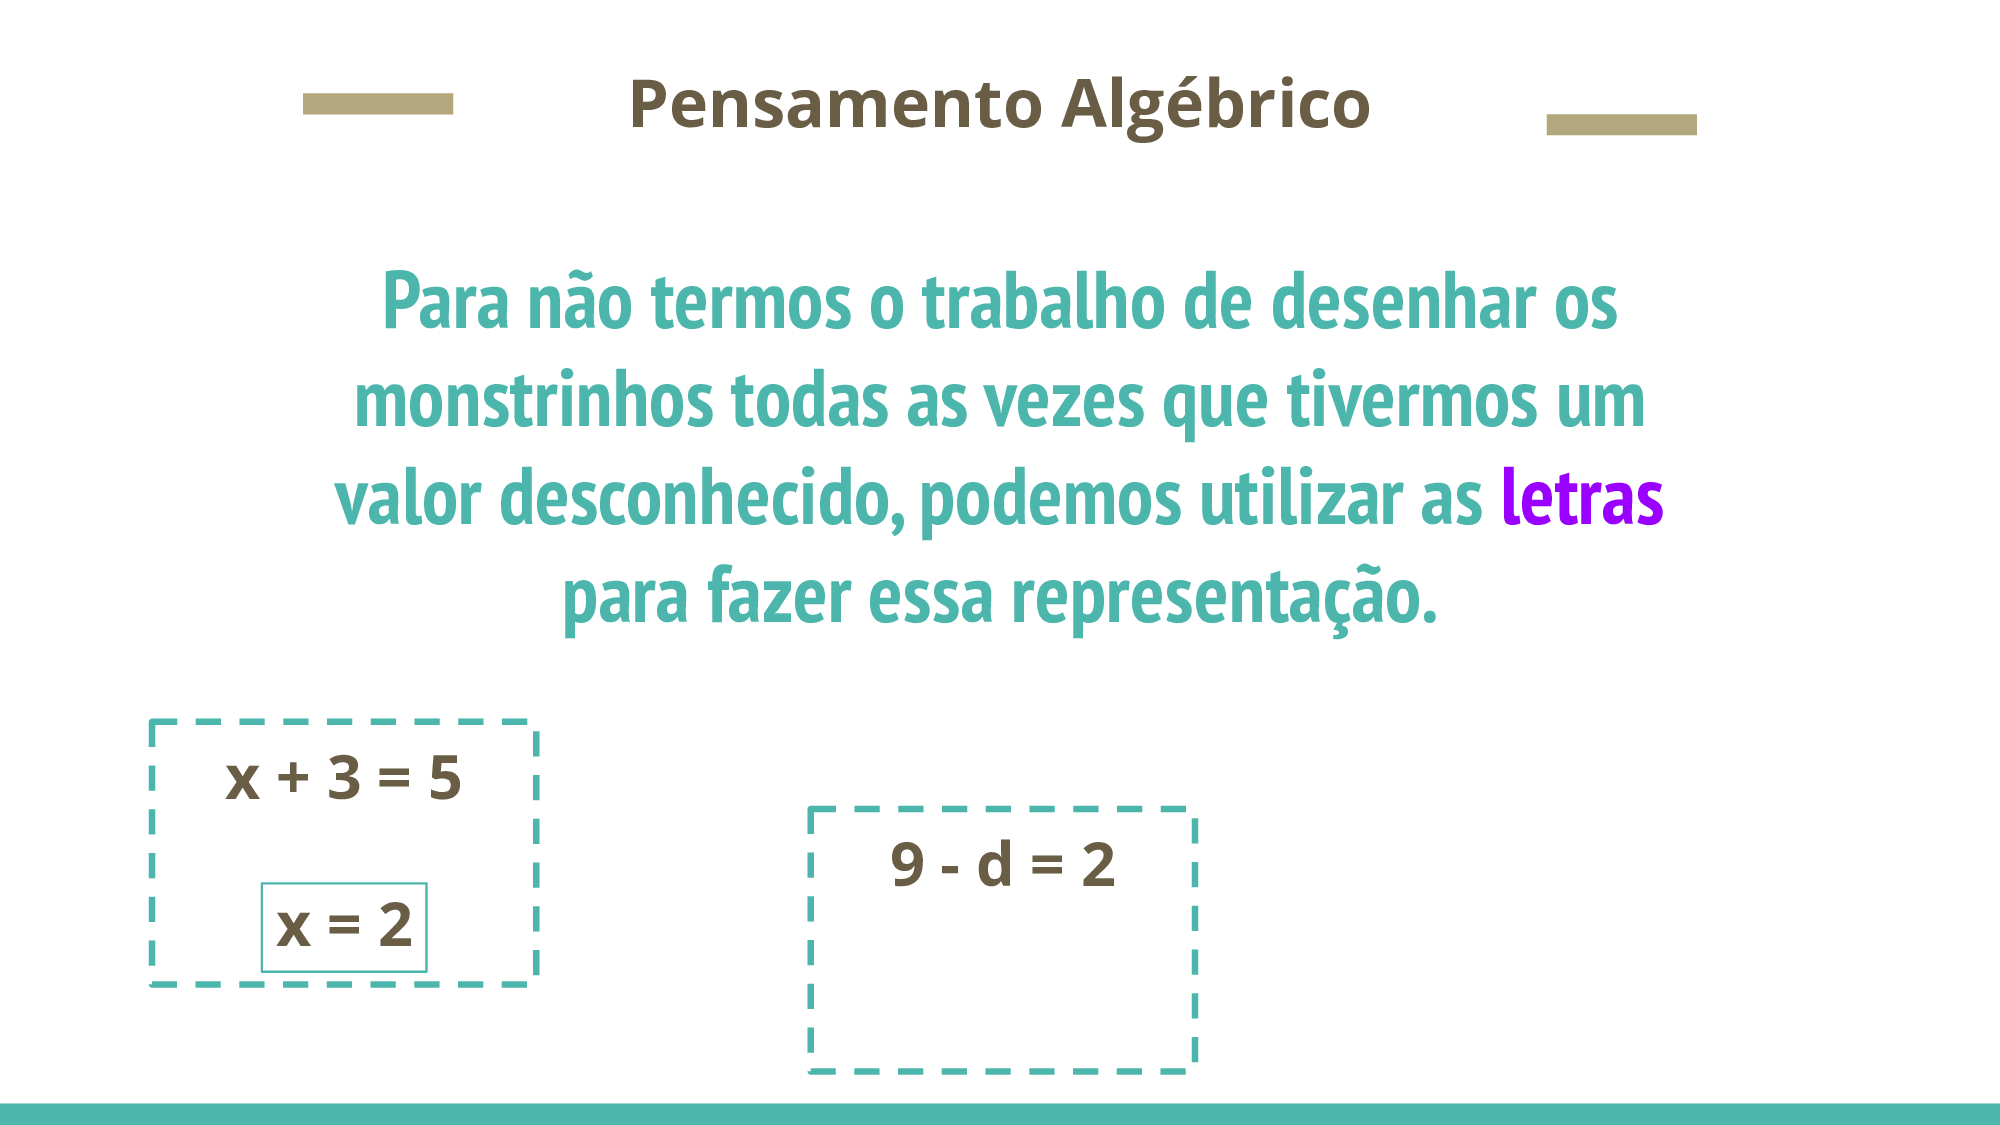 Pensamento Algébrico
Para não termos o trabalho de desenhar os
monstrinhos todas as vezes que tivermos um
valor desconhecido, podemos utilizar as letras
para fazer essa representação.
x + 3 = 5
x = 2
9 - d = 2